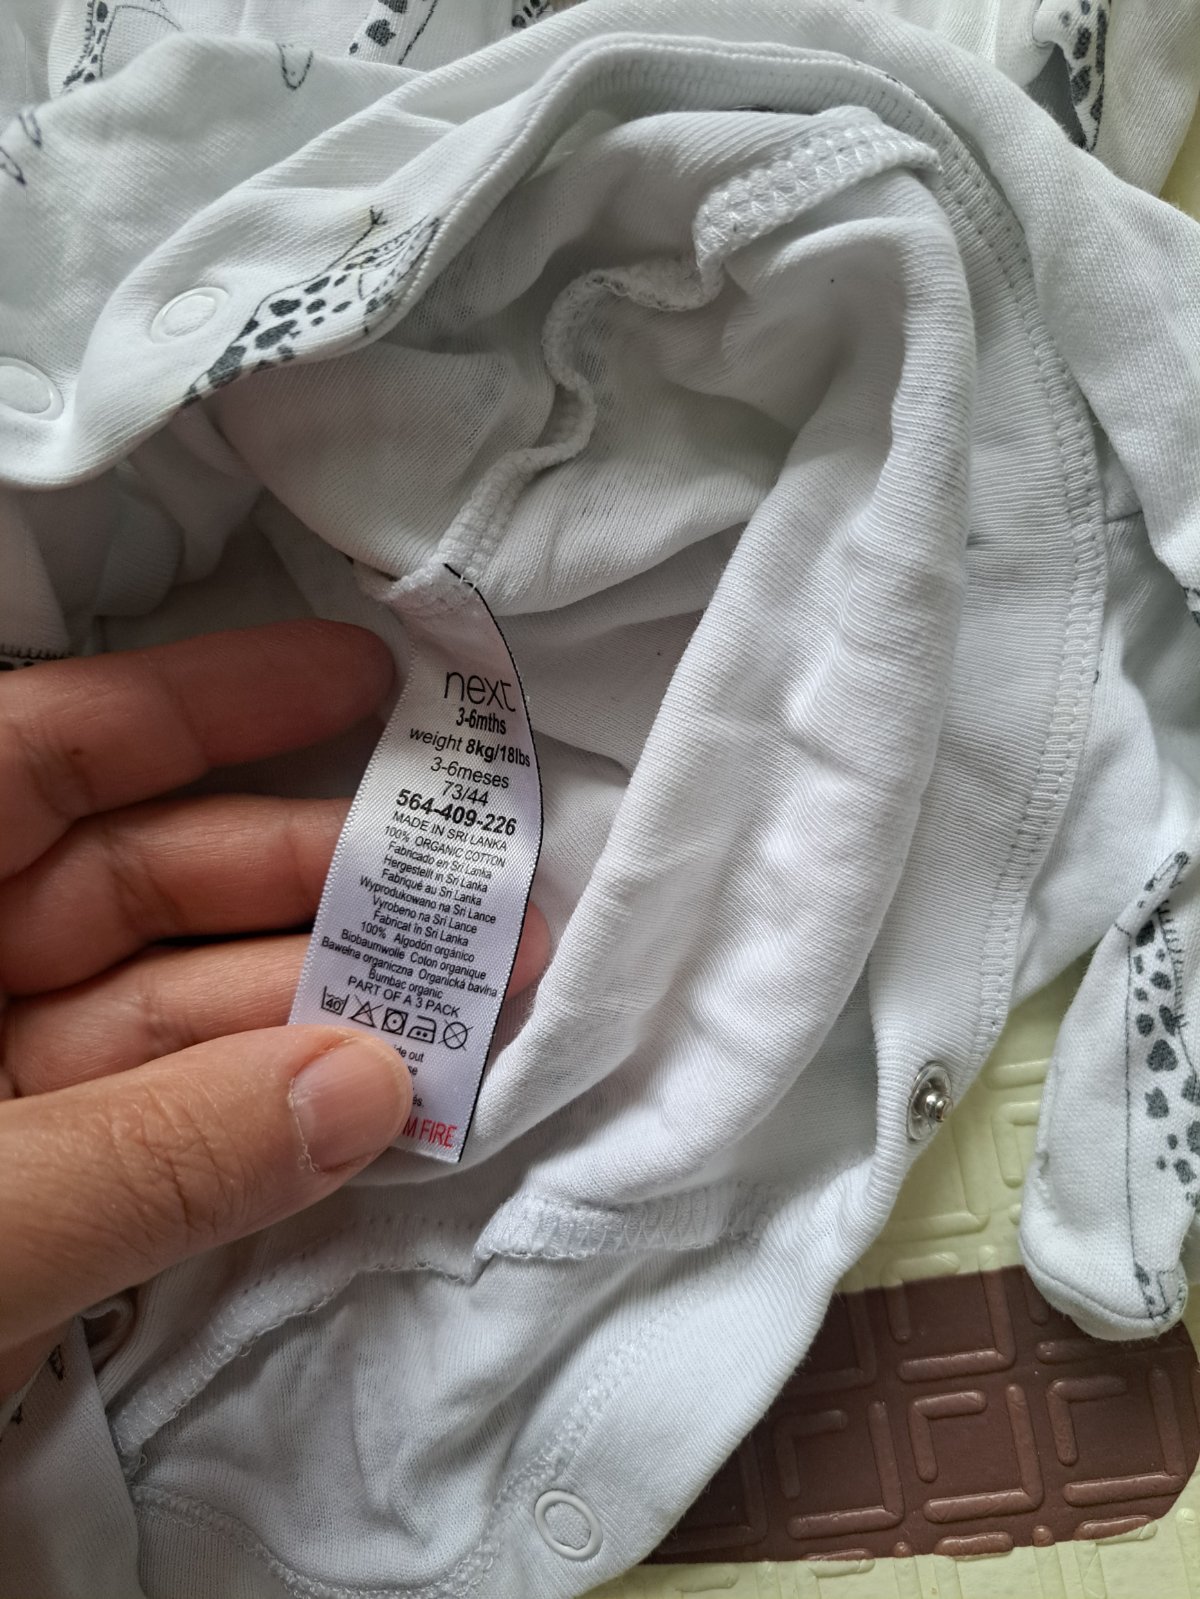 next
3-6mths
weight 8kg/18lbs
3-6meses
73/44
564-409-226
MADE IN SRI LANKA
100% ORGANIC COTTON
Fabricado en Sri Lanka
Hergestellt in Sri Lanka
Fabriqué au Sri Lanka
Wyprodukowano na Sri Lance
Vyrobeno na Sri Lance
Fabricat în Sri Lanka
100% Algodón orgánico
Biobaumwolle Coton organique
Bawełna organiczna Organická bavlna
Bumbac organic
PART OF A 3 PACK
40
out
FIRE